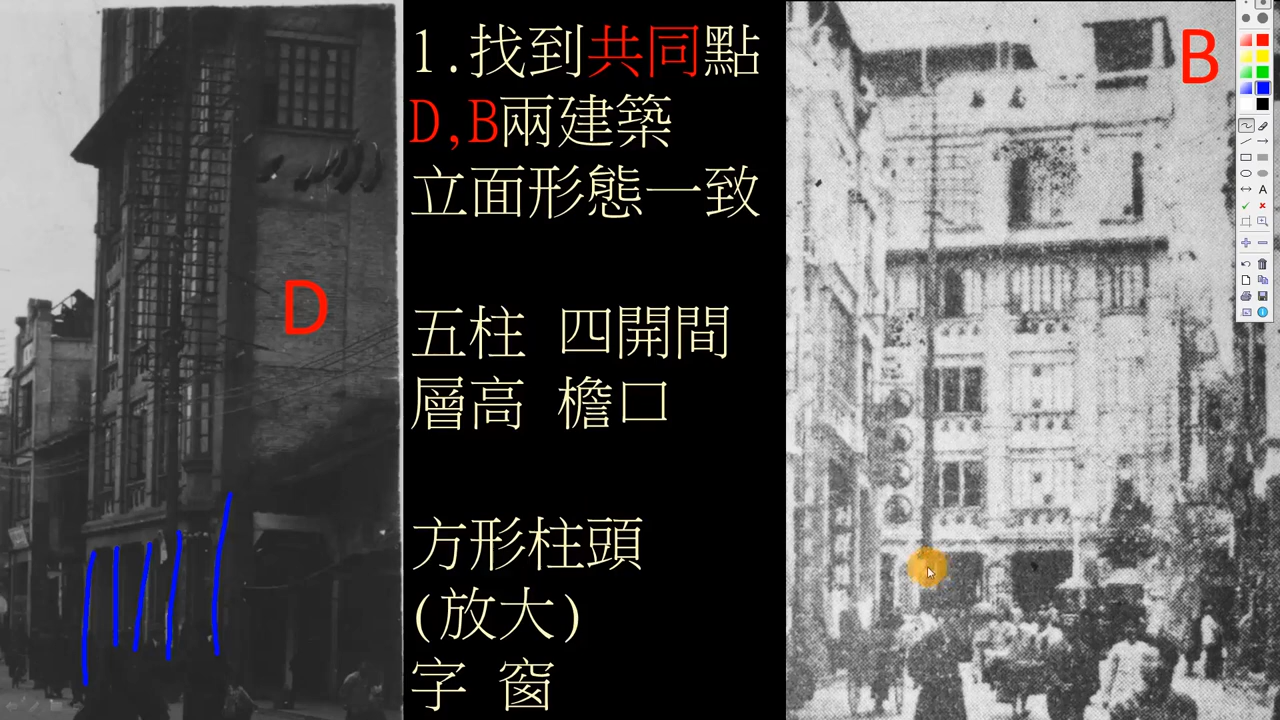 1.找到共同點
D,B兩建築
立面形態一致
五柱 四開間
層高 檐口
方形柱頭
(放大)
字 窗
D
B
A